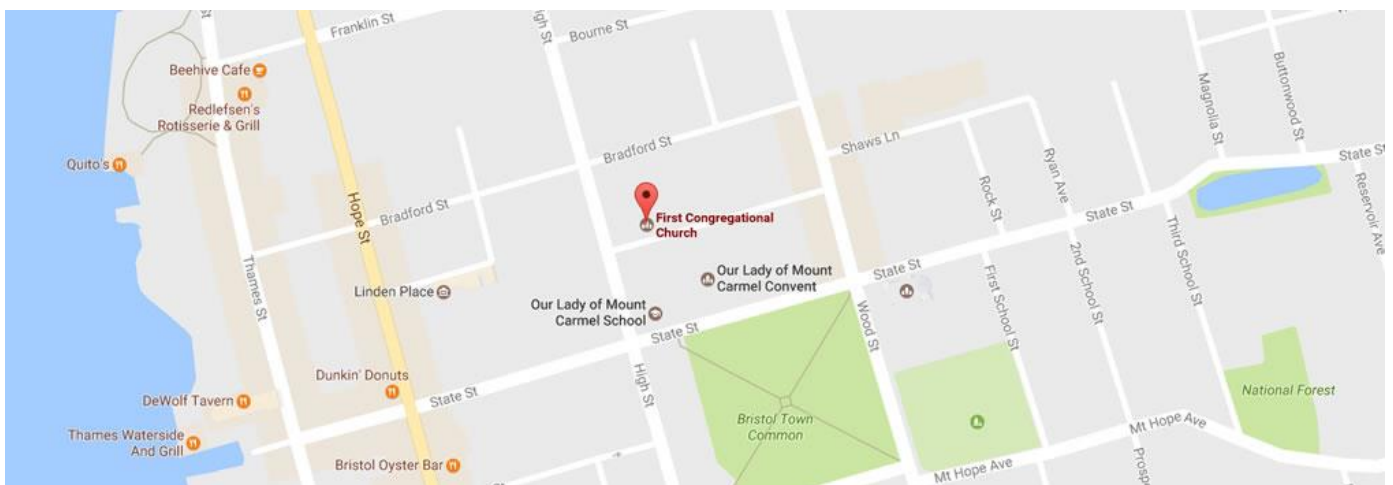 Franklin St
High St
Bourne St
Beehive Cafe
Redlefsen's
Rotisserie & Grill
Quito's
Bradford St
Bradford St
Hope St
Thames St
Shaws Ln
Magnolia St
Buttonwood St
State St
Reservoir Ave
Rock St
Ryan Ave
State St
Third School St
First Congregational
Church
Our Lady of Mount
Carmel Convent
State St
Linden Place
Our Lady of Mount
Carmel School
State St
Wood St
First School St
2nd School St
High St
Dunkin' Donuts
State St
DeWolf Tavern
Thames Waterside
And Grill
Bristol Oyster Bar
Bristol Town
Common
National Forest
Mt Hope Ave
Mt Hope Ave